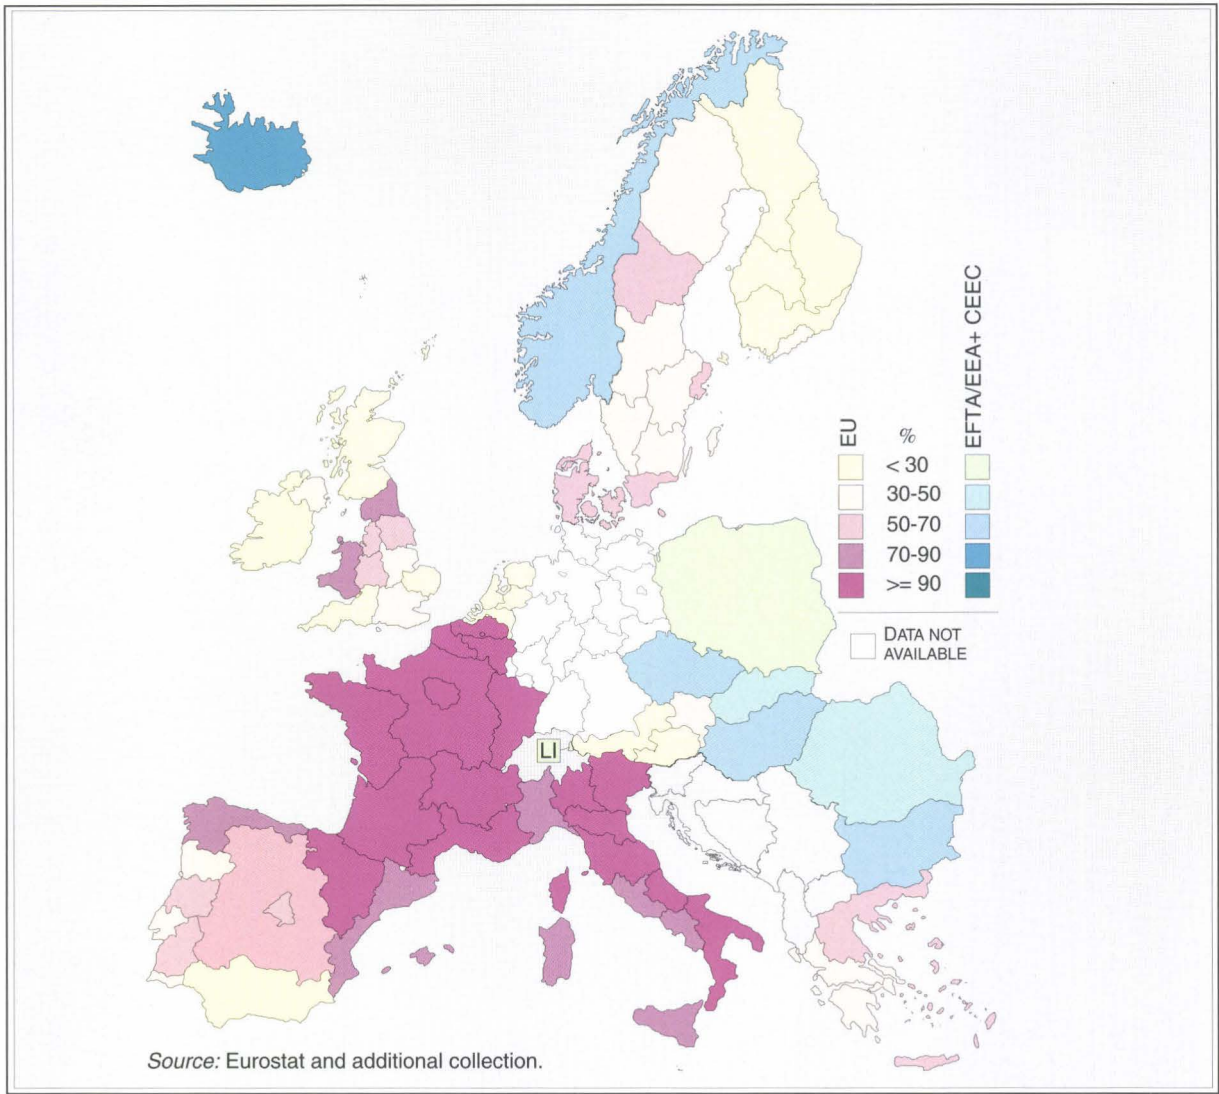 EU
%
EFTA/EEA+ CEEC
< 30
30-50
50-70
70-90
>= 90
DATA NOT
AVAILABLE
LI
Source: Eurostat and additional collection.